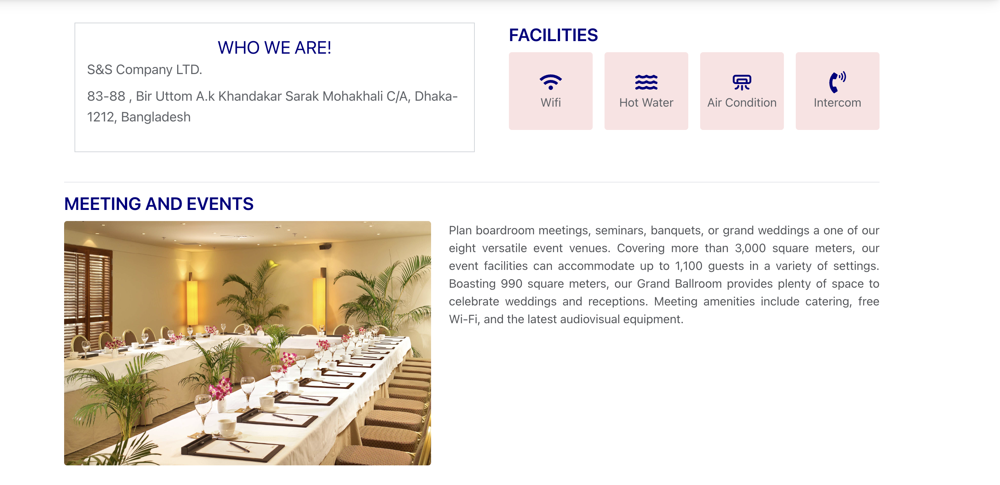 WHO WE ARE!
S&S Company LTD.
83-88 , Bir Uttom A.k Khandakar Sarak Mohakhali C/A, Dhaka-
1212, Bangladesh
FACILITIES
Wifi
Hot Water
Air Condition
Intercom
MEETING AND EVENTS
Plan boardroom meetings, seminars, banquets, or grand weddings a one of our
eight versatile event venues. Covering more than 3,000 square meters, our
event facilities can accommodate up to 1,100 guests in a variety of settings.
Boasting 990 square meters, our Grand Ballroom provides plenty of space to
celebrate weddings and receptions. Meeting amenities include catering, free
Wi-Fi, and the latest audiovisual equipment.